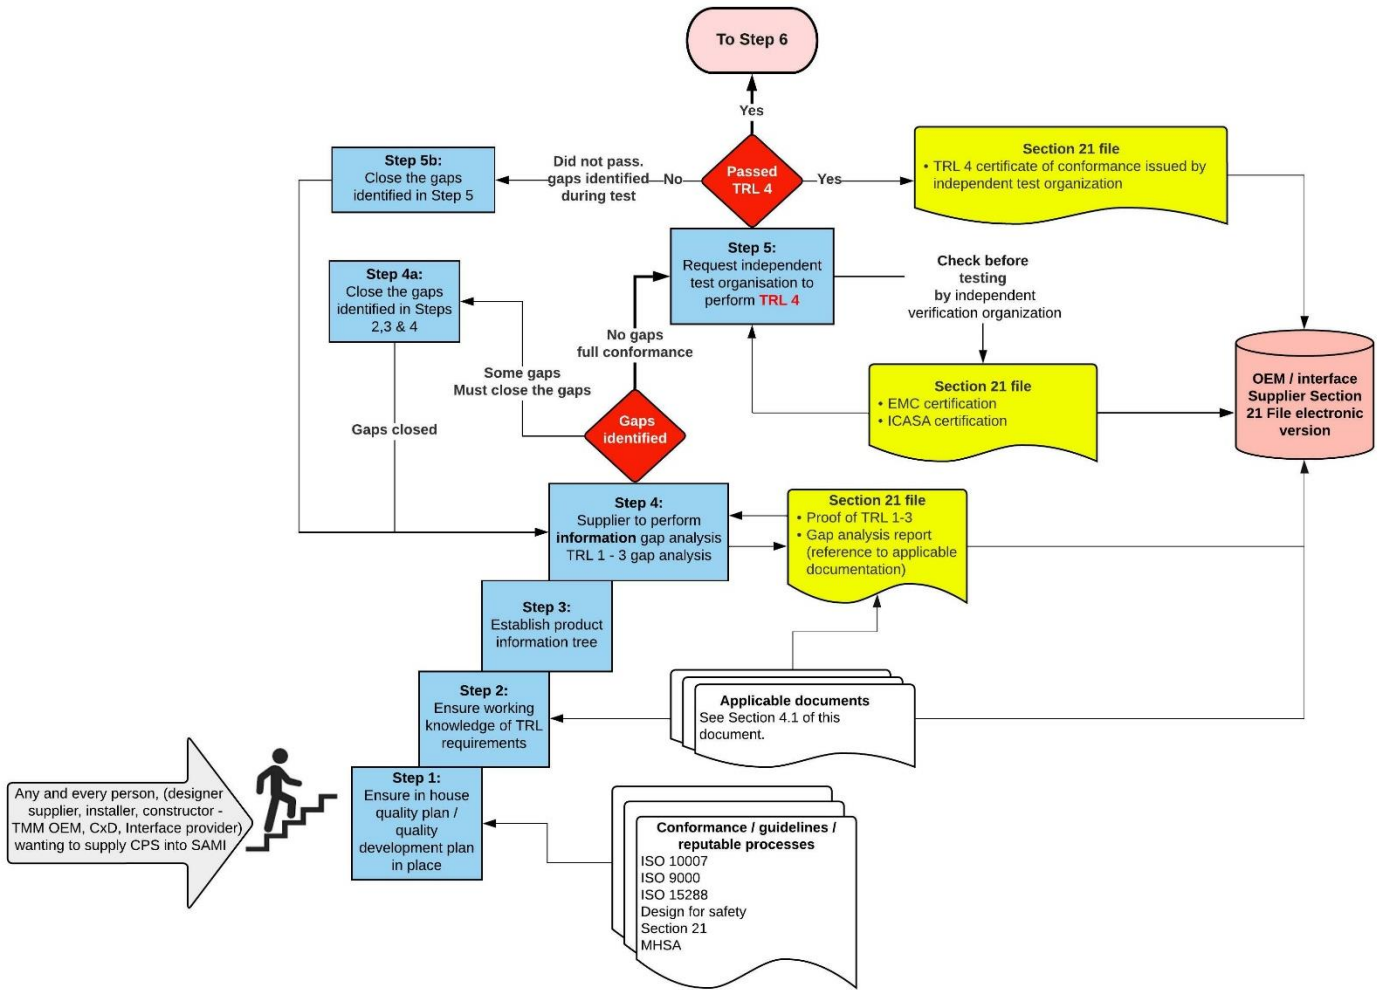 To Step 6
Yes
Passed
TRL 4
No
Did not pass.
gaps identified
during test
Step 5b:
Close the gaps
identified in Step 5
Yes
Section 21 file
• TRL 4 certificate of conformance issued by
independent test organization
Step 5:
Request independent
test organisation to
perform TRL 4
Check before
testing
by independent
verification organization
Step 4a:
Close the gaps
identified in Steps
2,3 & 4
No gaps
full conformance
Some gaps
Must close the gaps
Gaps closed
Gaps
identified
Section 21 file
• EMC certification
• ICASA certification
OEM / interface
Supplier Section
21 File electronic
version
Step 4:
Supplier to perform
information gap analysis
TRL 1 - 3 gap analysis
Section 21 file
• Proof of TRL 1-3
• Gap analysis report
(reference to applicable
documentation)
Step 3:
Establish product
information tree
Step 2:
Ensure working
knowledge of TRL
requirements
Applicable documents
See Section 4.1 of this
document.
Any and every person, (designer
supplier, installer, constructor -
TMM OEM, CxD, Interface provider)
wanting to supply CPS into SAMI
Step 1:
Ensure in house
quality plan /
quality
development plan
in place
Conformance / guidelines /
reputable processes
ISO 10007
ISO 9000
ISO 15288
Design for safety
Section 21
MHSA